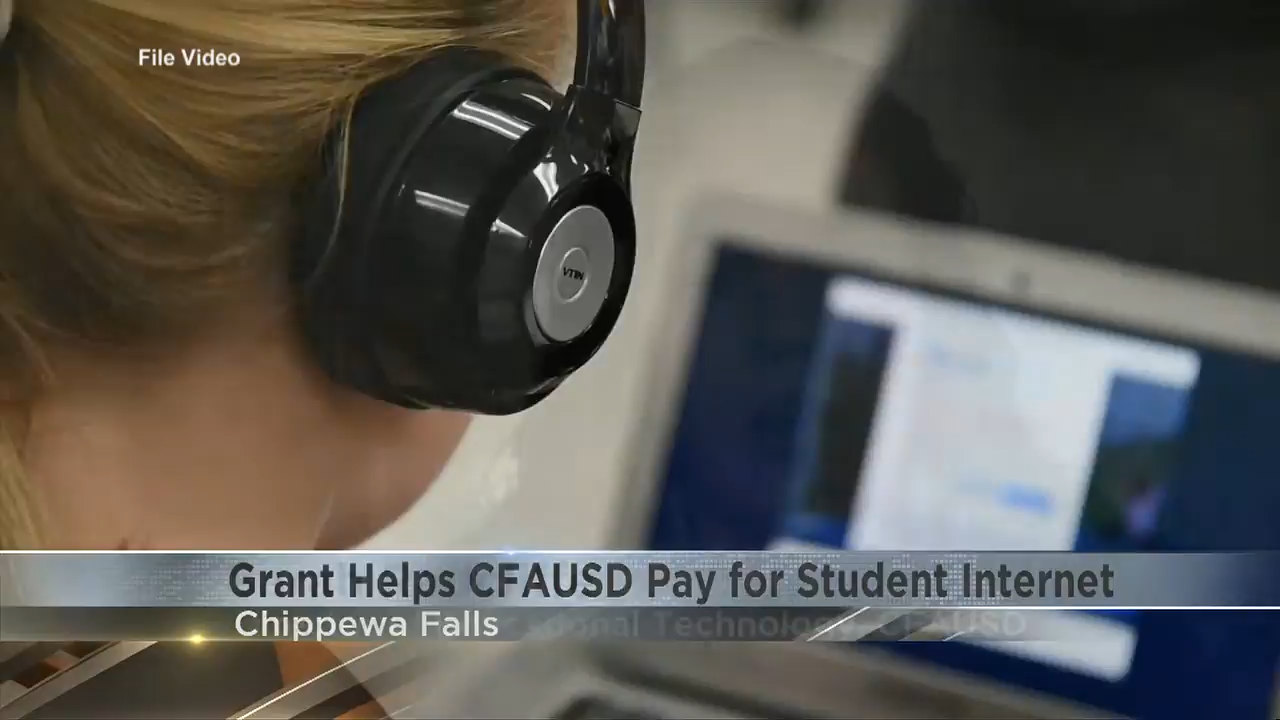 File Video
VTIN
Grant Helps CFAUSD Pay for Student Internet
Chippewa Falls